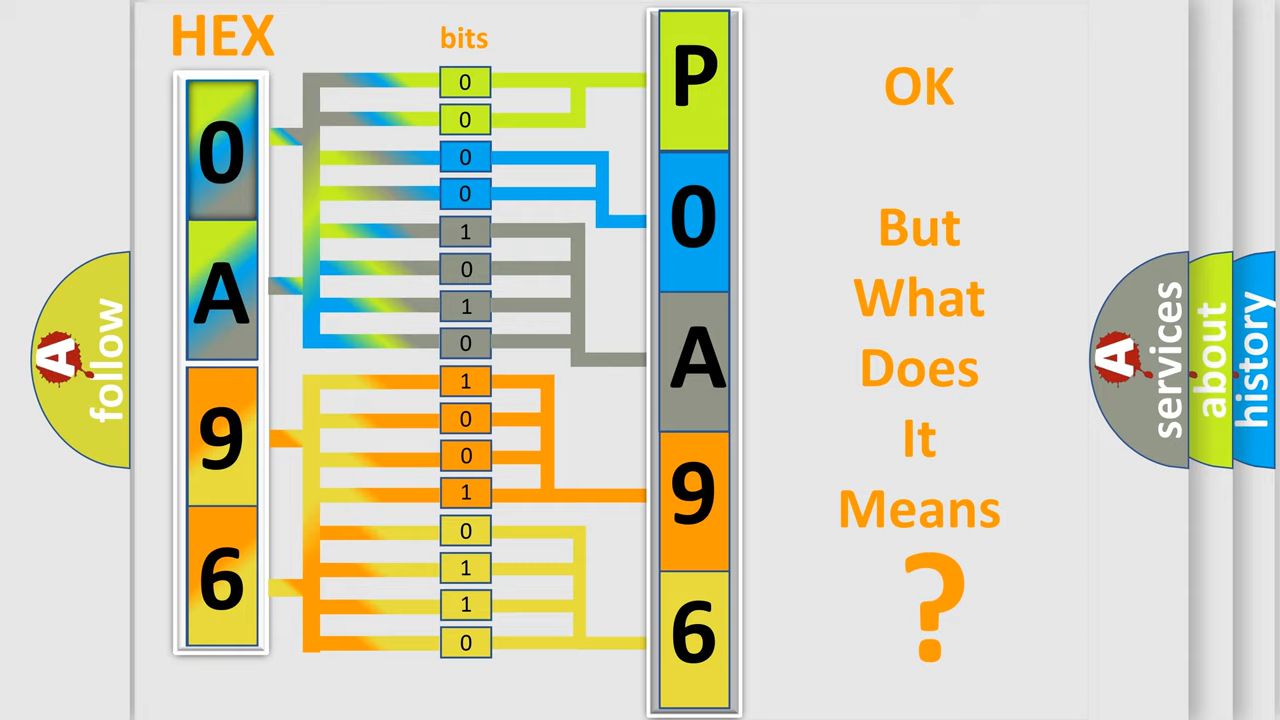 HEX
bits
0
A
9
6
0
0
0
0
1
0
1
0
1
0
0
1
0
1
1
0
P
0
A
9
6
OK
But
What
Does
It
Means
?
A
follow
A
services
about
history